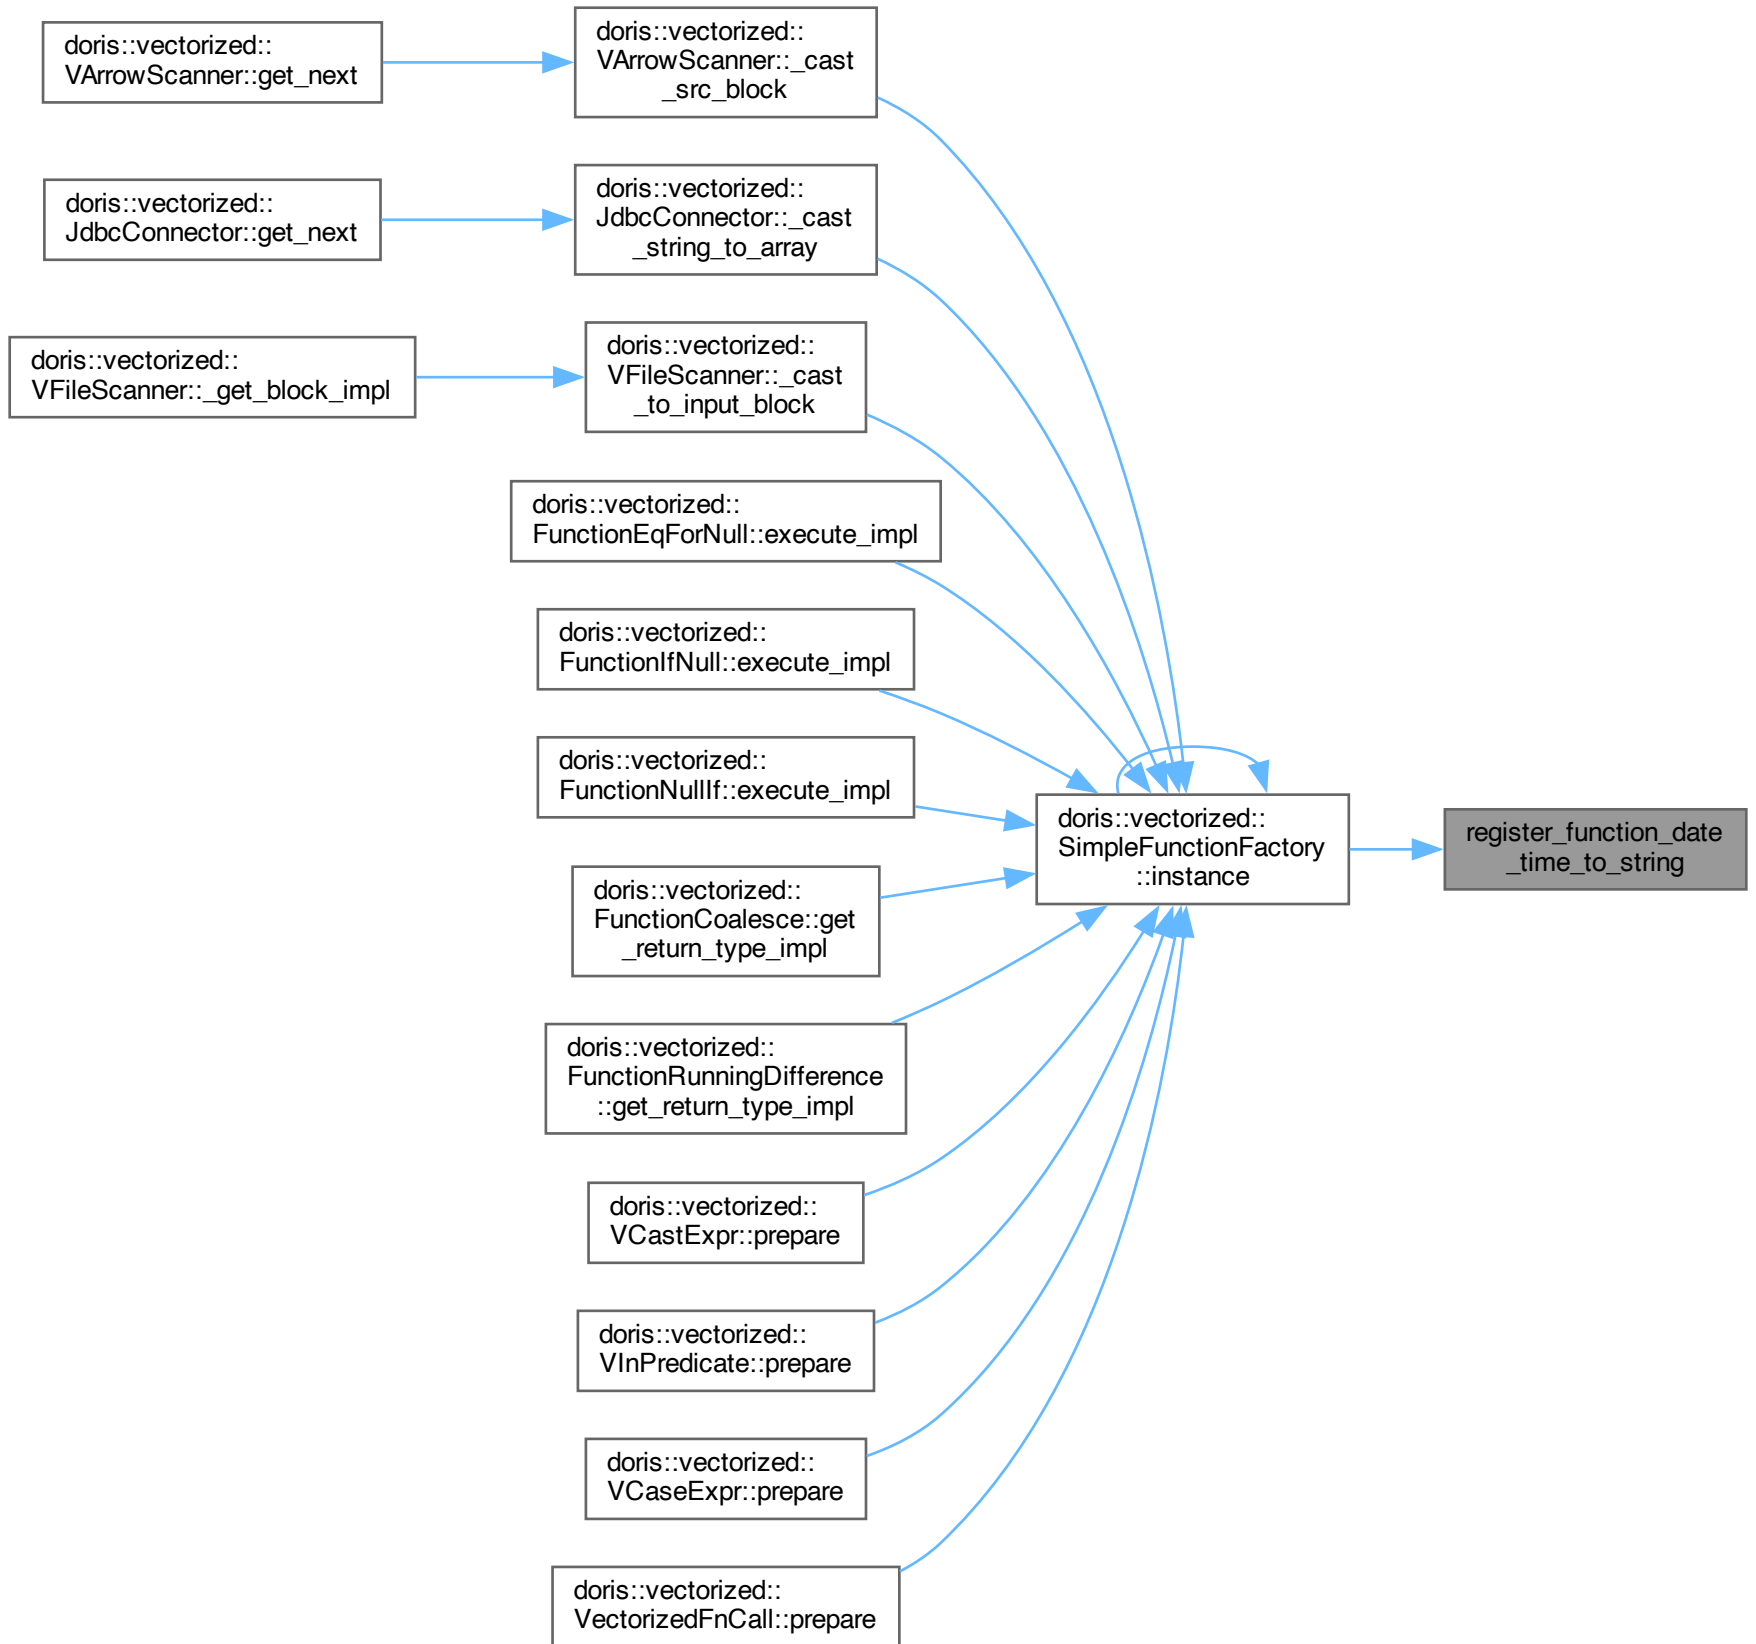 doris::vectorized::
VArrowScanner::get_next
doris::vectorized::
VArrowScanner::_cast
_src_block
doris::vectorized::
JdbcConnector::get_next
doris::vectorized::
JdbcConnector::_cast
_string_to_array
doris::vectorized::
VFileScanner::_get_block_impl
doris::vectorized::
VFileScanner::_cast
_to_input_block
doris::vectorized::
FunctionEqForNull::execute_impl
doris::vectorized::
FunctionIfNull::execute_impl
doris::vectorized::
FunctionNullIf::execute_impl
doris::vectorized::
SimpleFunctionFactory
::instance
register_function_date
_time_to_string
doris::vectorized::
FunctionCoalesce::get
_return_type_impl
doris::vectorized::
FunctionRunningDifference
::get_return_type_impl
doris::vectorized::
VCastExpr::prepare
doris::vectorized::
VInPredicate::prepare
doris::vectorized::
VCaseExpr::prepare
doris::vectorized::
VectorizedFnCall::prepare